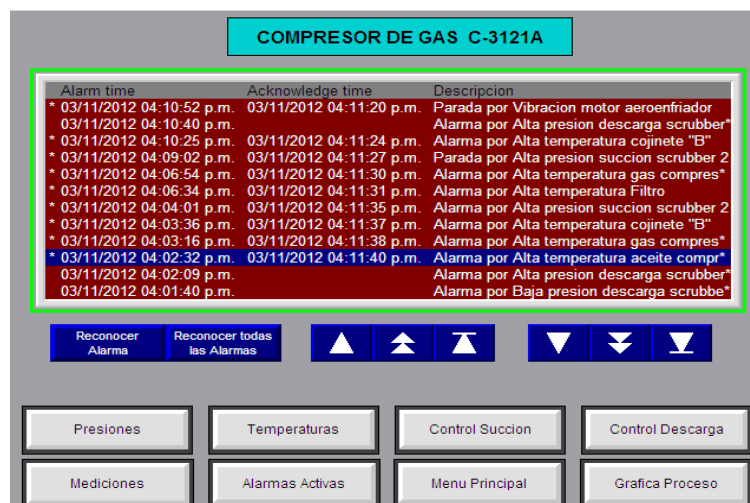 COMPRESOR DE GAS C-3121A
Alarm time Acknowledge time Descripcion
* 03/11/2012 04:10:52 p.m. 03/11/2012 04:11:20 p.m. Parada por Vibracion motor aeroenfriador
03/11/2012 04:10:40 p.m. Alarma por Alta presion descarga scrubber*
* 03/11/2012 04:10:25 p.m. 03/11/2012 04:11:24 p.m. Alarma por Alta temperatura cojinete "B"
* 03/11/2012 04:09:02 p.m. 03/11/2012 04:11:27 p.m. Parada por Alta presion succion scrubber 2
* 03/11/2012 04:06:54 p.m. 03/11/2012 04:11:30 p.m. Alarma por Alta temperatura gas compres*
* 03/11/2012 04:06:34 p.m. 03/11/2012 04:11:31 p.m. Alarma por Alta temperatura Filtro
* 03/11/2012 04:04:01 p.m. 03/11/2012 04:11:35 p.m. Alarma por Alta presion succion scrubber 2
* 03/11/2012 04:03:36 p.m. 03/11/2012 04:11:37 p.m. Alarma por Alta temperatura cojinete "B"
* 03/11/2012 04:03:16 p.m. 03/11/2012 04:11:38 p.m. Alarma por Alta temperatura gas compres*
* 03/11/2012 04:02:32 p.m. 03/11/2012 04:11:40 p.m. Alarma por Alta temperatura aceite compr*
03/11/2012 04:02:09 p.m. Alarma por Alta presion descarga scrubber*
03/11/2012 04:01:40 p.m. Alarma por Baja presion descarga scrubbe*
Reconocer Alarma
Reconocer todas las Alarmas
Presiones Temperaturas Control Succion Control Descarga
Mediciones Alarmas Activas Menu Principal Grafica Proceso